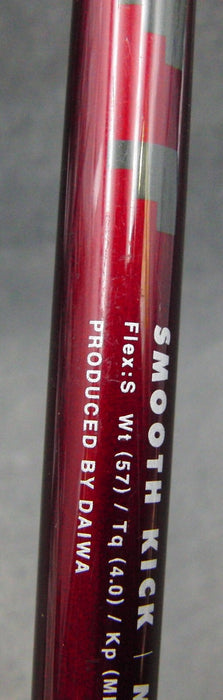 SMOOTH KICK |
Flex:S Wt (57) / Tq (4.0) / Kp
PRODUCED BY DAIWA